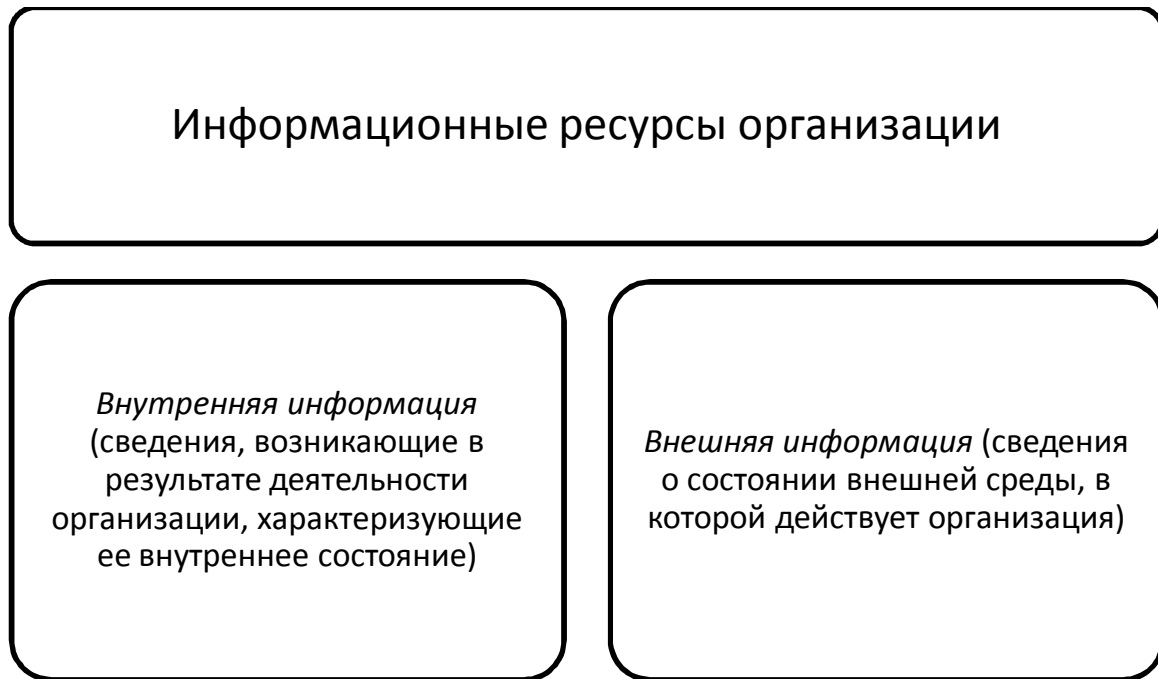 Информационные ресурсы организации
Внутренняя информация
(сведения, возникающие в
результате деятельности
организации, характеризующие
ее внутреннее состояние)
Внешняя информация (сведения
о состоянии внешней среды, в
которой действует организация)